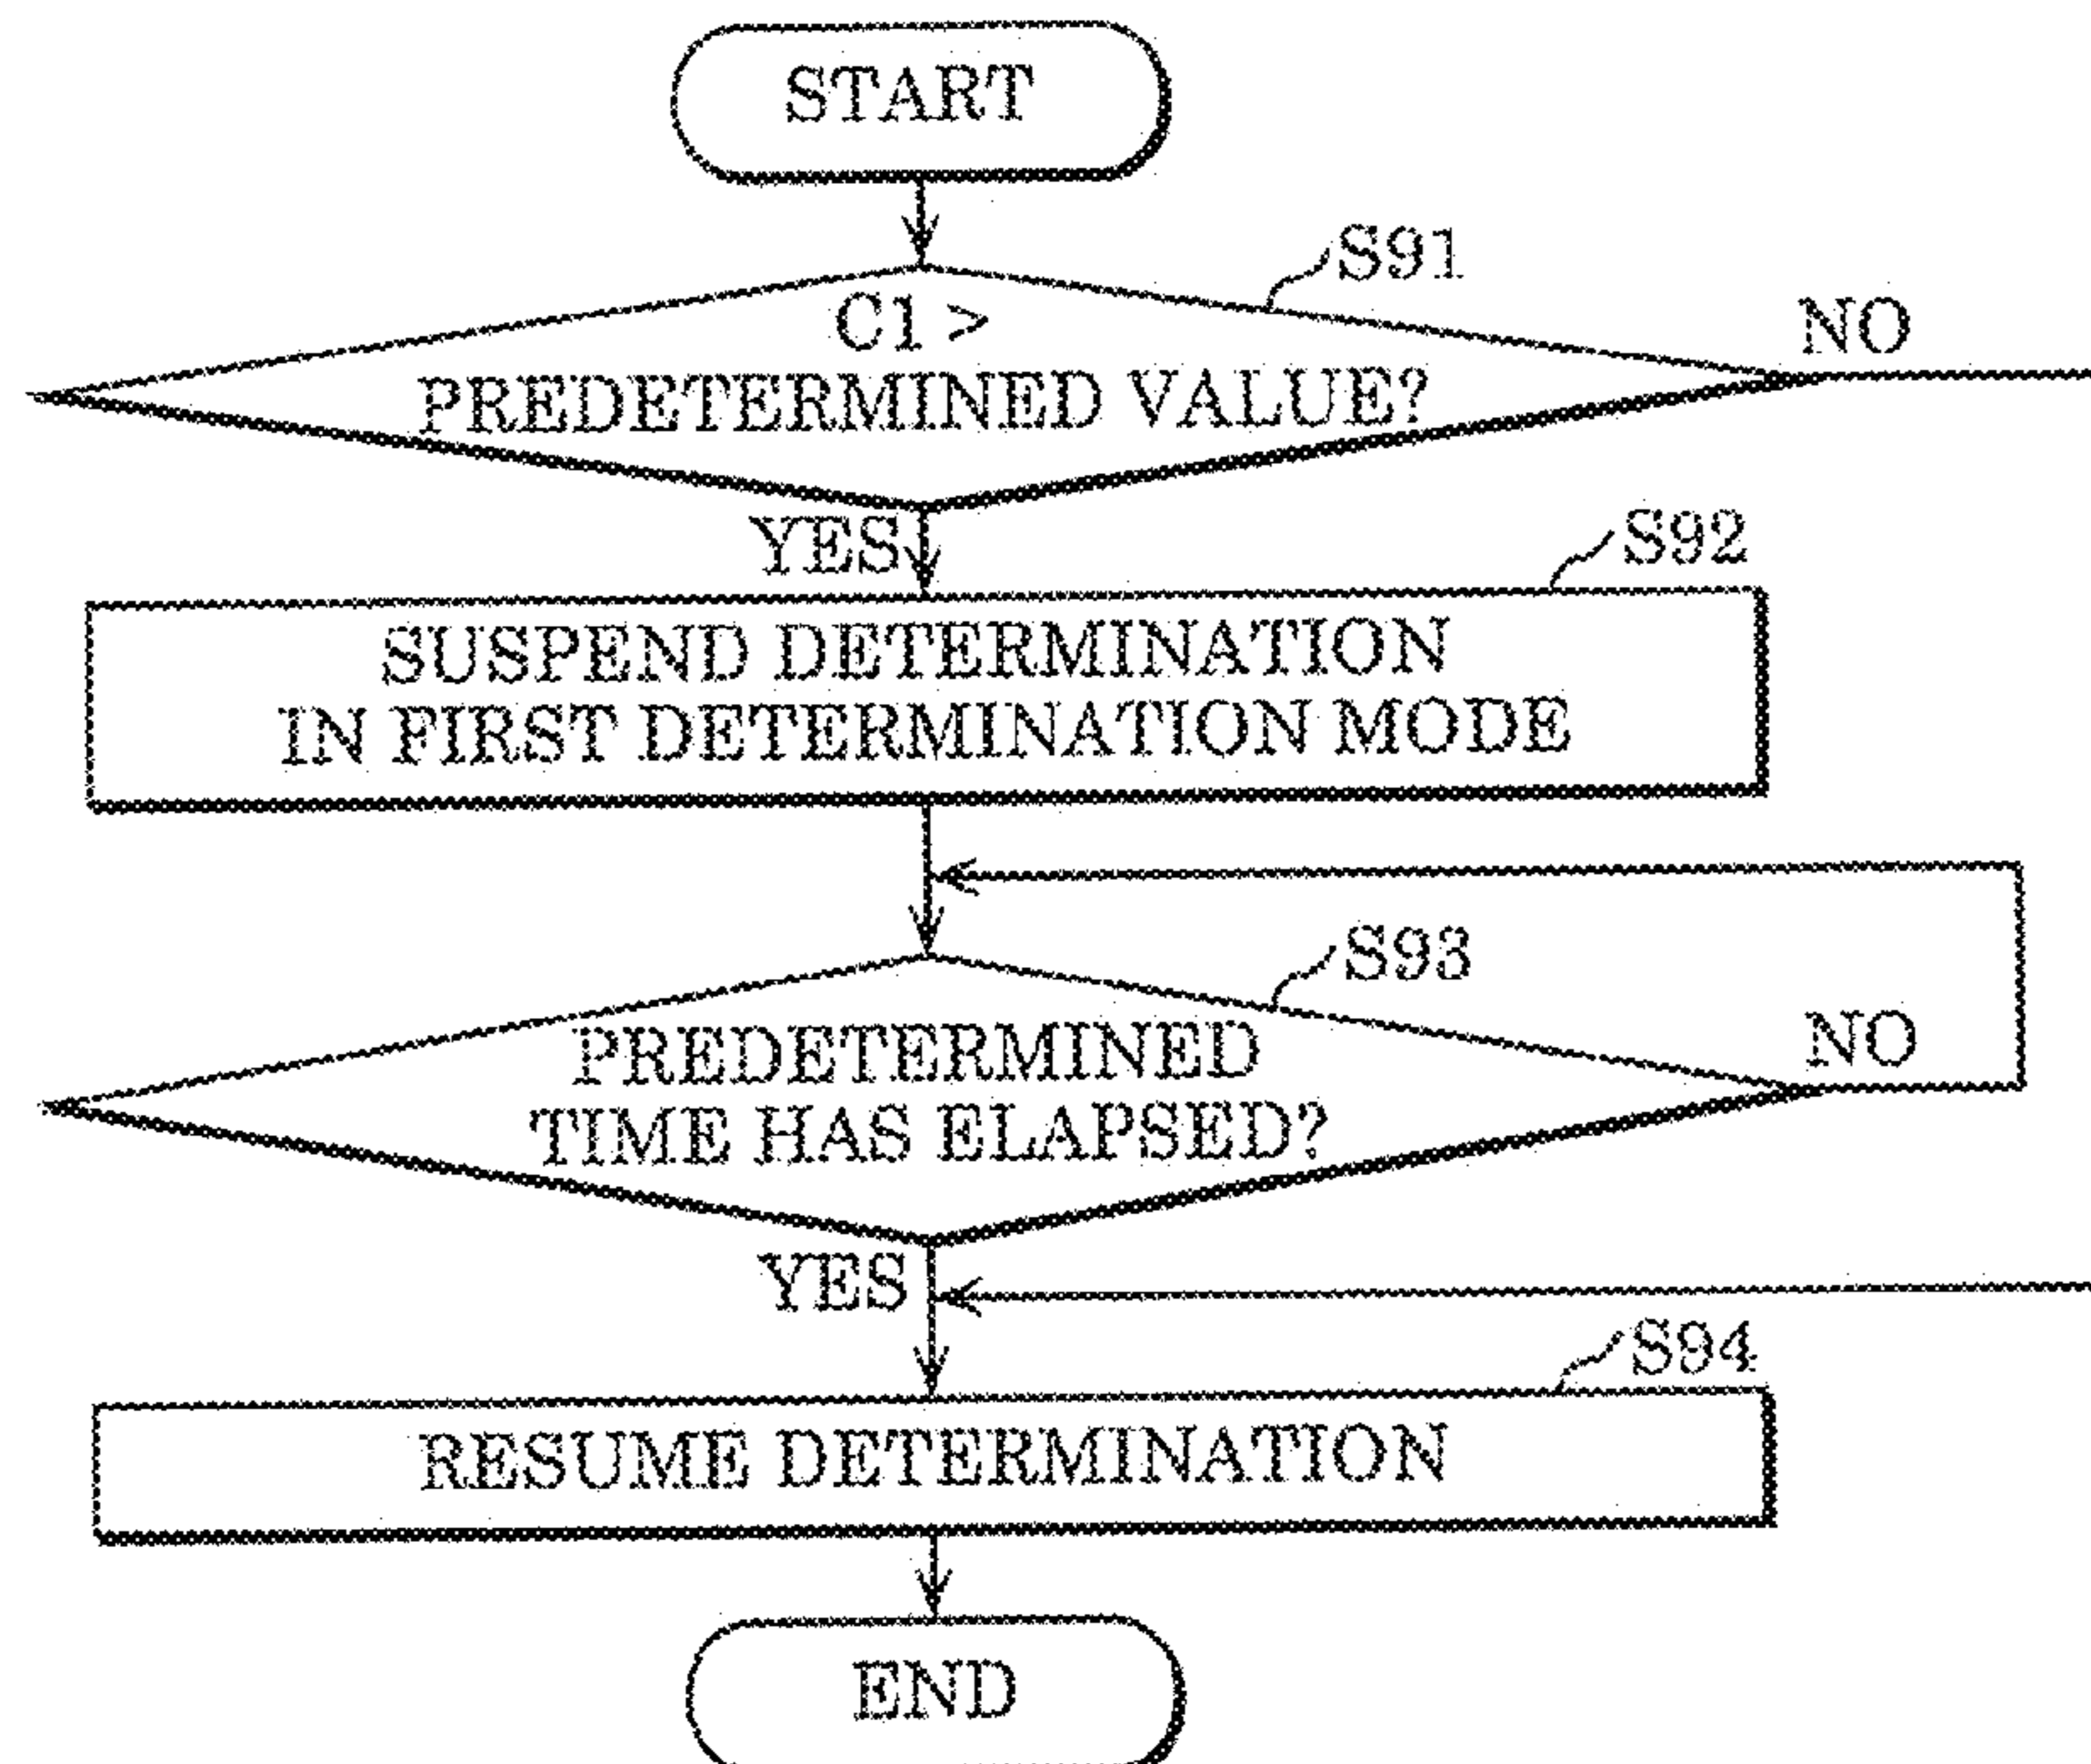 START
S91
C1 >
NO
PREDETERMINED VALUE?
YES
S92
SUSPEND DETERMINATION
IN FIRST DETERMINATION MODE
S93
PREDETERMINED
NO
TIME HAS ELAPSED?
YES
S94
RESUME DETERMINATION
END